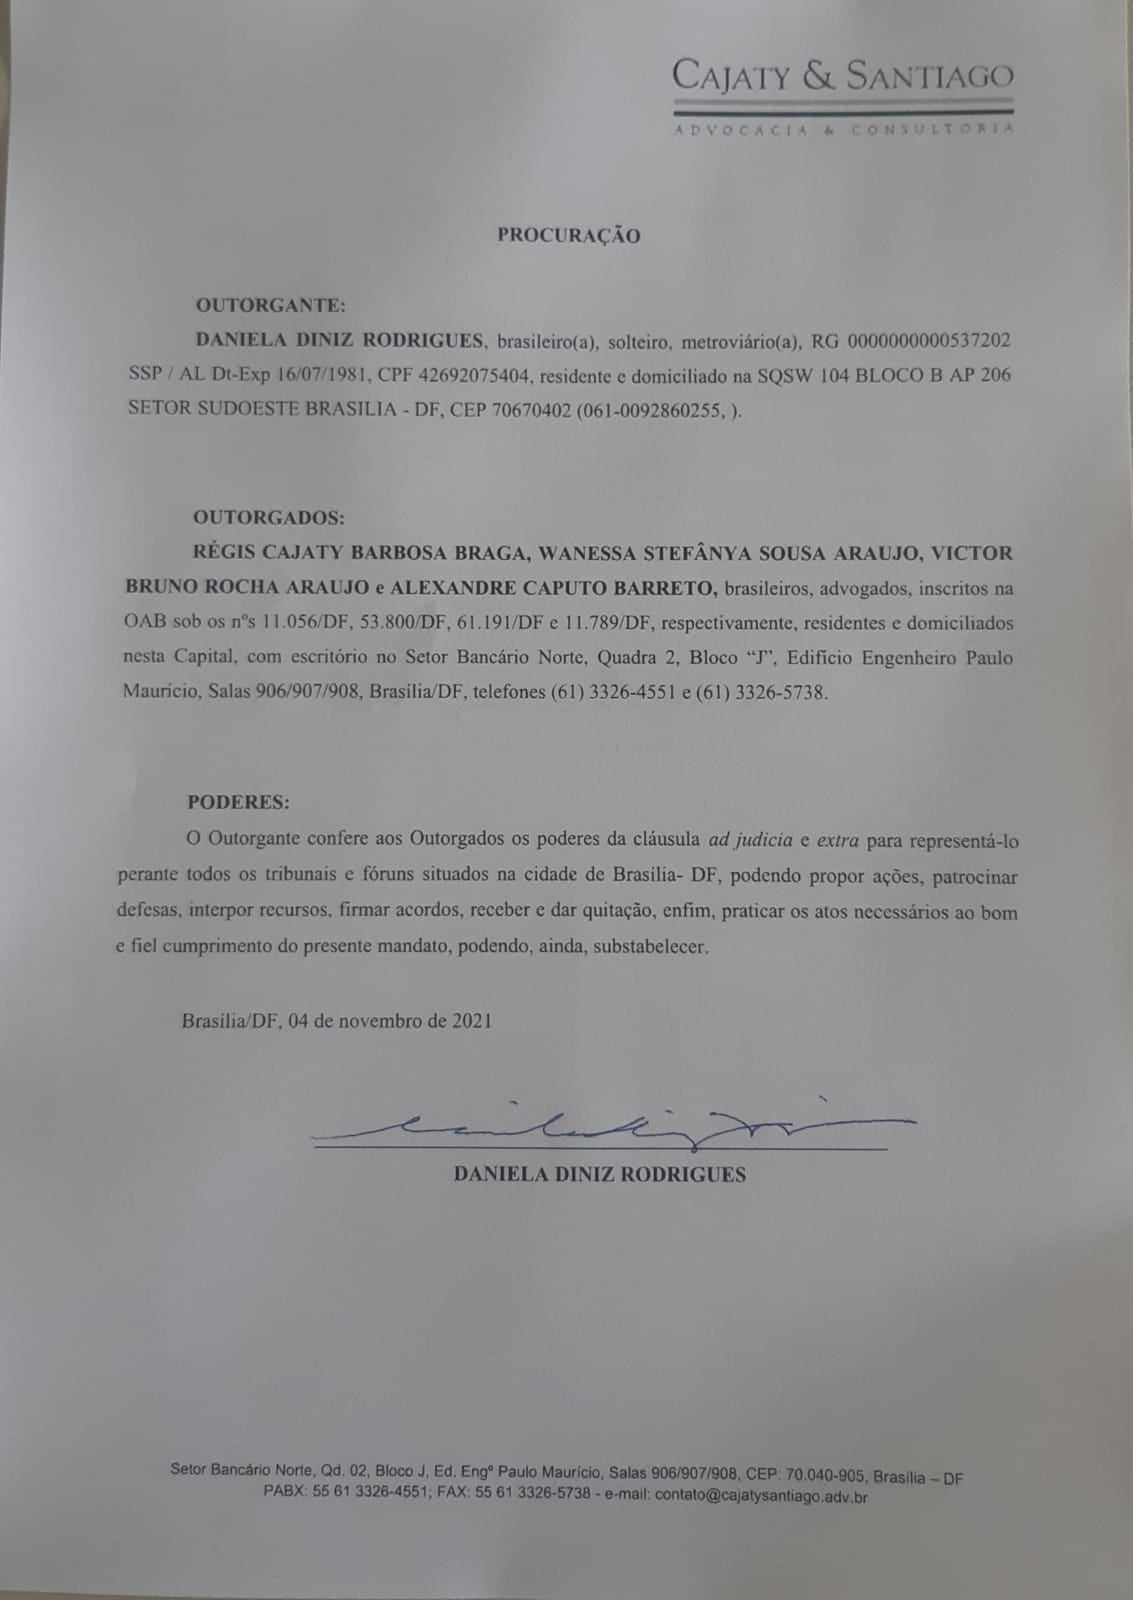 CAJATY & SANTIAGO
ADVOCACIA & CONSULTORIA
PROCURAÇÃO
OUTORGANTE:
DANIELA DINIZ RODRIGUES, brasileiro(a), solteiro, metroviário(a), RG 0000000000537202
SSP / AL Dt-Exp 16/07/1981, CPF 42692075404, residente e domiciliado na SQSW 104 BLOCO B AP 206
SETOR SUDOESTE BRASILIA - DF, CEP 70670402 (061-0092860255, ).
OUTORGADOS:
RÉGIS CAJATY BARBOSA BRAGA, WANESSA STEFÂNYA SOUSA ARAUJO, VICTOR
BRUNO ROCHA ARAUJO e ALEXANDRE CAPUTO BARRETO, brasileiros, advogados, inscritos na
OAB sob os nºs 11.056/DF, 53.800/DF, 61.191/DF e 11.789/DF, respectivamente, residentes e domiciliados
nesta Capital, com escritório no Setor Bancário Norte, Quadra 2, Bloco “J”, Edifício Engenheiro Paulo
Maurício, Salas 906/907/908, Brasília/DF, telefones (61) 3326-4551 e (61) 3326-5738.
PODERES:
O Outorgante confere aos Outorgados os poderes da cláusula ad judicia e extra para representá-lo
perante todos os tribunais e fóruns situados na cidade de Brasília- DF, podendo propor ações, patrocinar
defesas, interpor recursos, firmar acordos, receber e dar quitação, enfim, praticar os atos necessários ao bom
e fiel cumprimento do presente mandato, podendo, ainda, substabelecer.
Brasília/DF, 04 de novembro de 2021
DANIELA DINIZ RODRIGUES
Setor Bancário Norte, Qd. 02, Bloco J, Ed. Engº Paulo Maurício, Salas 906/907/908, CEP: 70.040-905, Brasília – DF
PABX: 55 61 3326-4551; FAX: 55 61 3326-5738 - e-mail: contato@cajatysantiago.adv.br